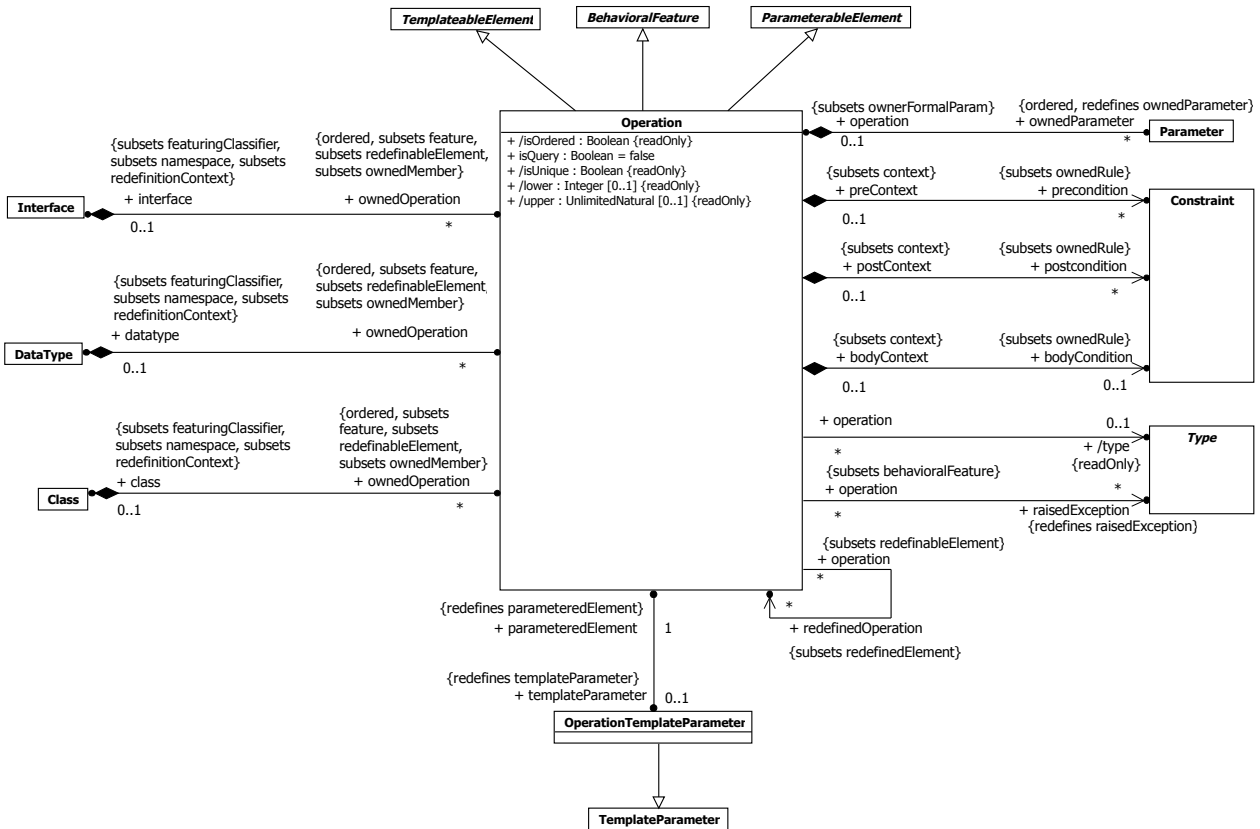 TemplateableElement
BehavioralFeature
ParameterableElement
Operation
+ /isOrdered : Boolean {readOnly}
+ isQuery : Boolean = false
+ /isUnique : Boolean {readOnly}
+ /lower : Integer [0..1] {readOnly}
+ /upper : UnlimitedNatural [0..1] {readOnly}
{subsets featuringClassifier,
subsets namespace, subsets
redefinitionContext}
+ interface
0..1
{ordered, subsets feature,
subsets redefinableElement,
subsets ownedMember}
+ ownedOperation
*
Interface
{subsets featuringClassifier,
subsets namespace, subsets
redefinitionContext}
+ datatype
0..1
{ordered, subsets feature,
subsets redefinableElement,
subsets ownedMember}
+ ownedOperation
*
DataType
{subsets featuringClassifier,
subsets namespace, subsets
redefinitionContext}
+ class
0..1
{ordered, subsets
feature, subsets
redefinableElement,
subsets ownedMember}
+ ownedOperation
*
Class
{subsets ownerFormalParam}
+ operation
0..1
{ordered, redefines ownedParameter}
+ ownedParameter
*
Parameter
{subsets context}
+ preContext
0..1
{subsets ownedRule}
+ precondition
*
Constraint
{subsets context}
+ postContext
0..1
{subsets ownedRule}
+ postcondition
*
{subsets context}
+ bodyContext
0..1
{subsets ownedRule}
+ bodyCondition
0..1
+ operation
*
0..1
+ /type
{readOnly}
Type
{subsets behavioralFeature}
+ operation
*
*
+ raisedException
{redefines raisedException}
{subsets redefinableElement}
+ operation
*
*
+ redefinedOperation
{subsets redefinedElement}
{redefines parameteredElement}
+ parameteredElement
1
{redefines templateParameter}
+ templateParameter
0..1
OperationTemplateParameter
TemplateParameter